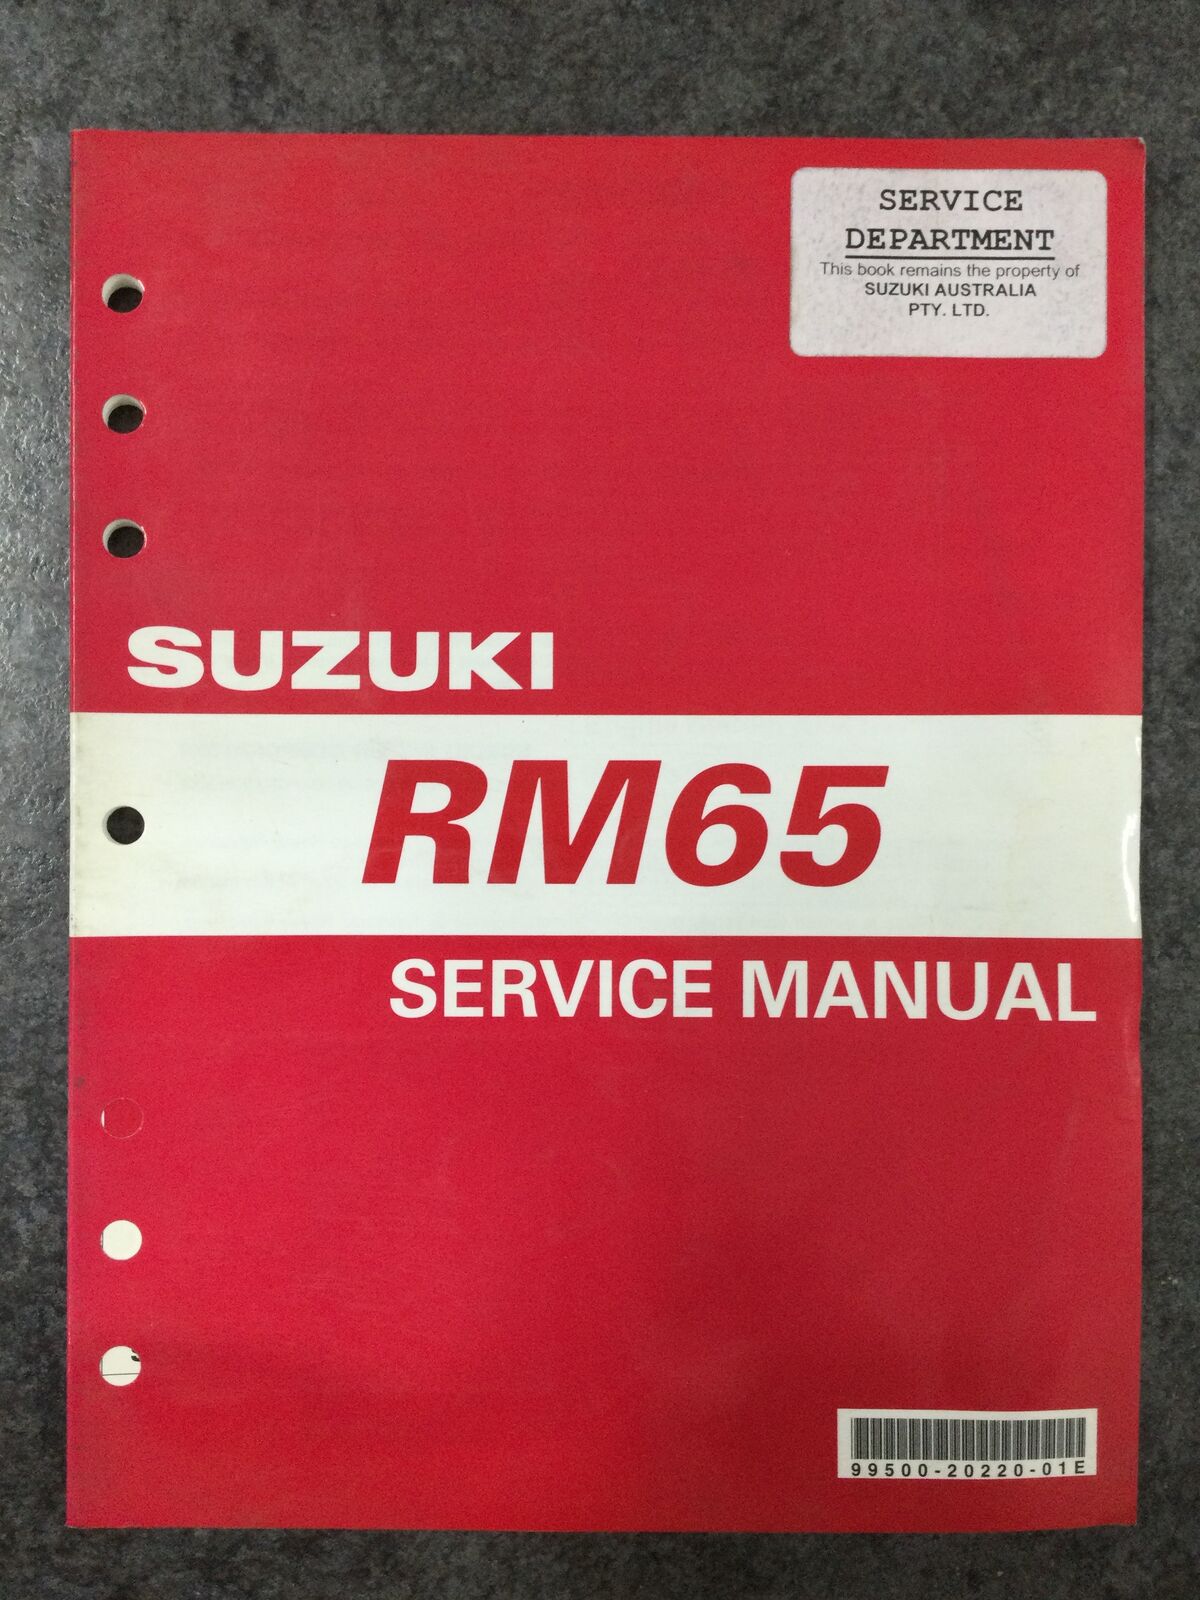 SERVICE
DEPARTMENT
This book remains the property of
SUZUKI AUSTRALIA
PTY. LTD.
SUZUKI
RM65
SERVICE MANUAL
99500-20220-01E